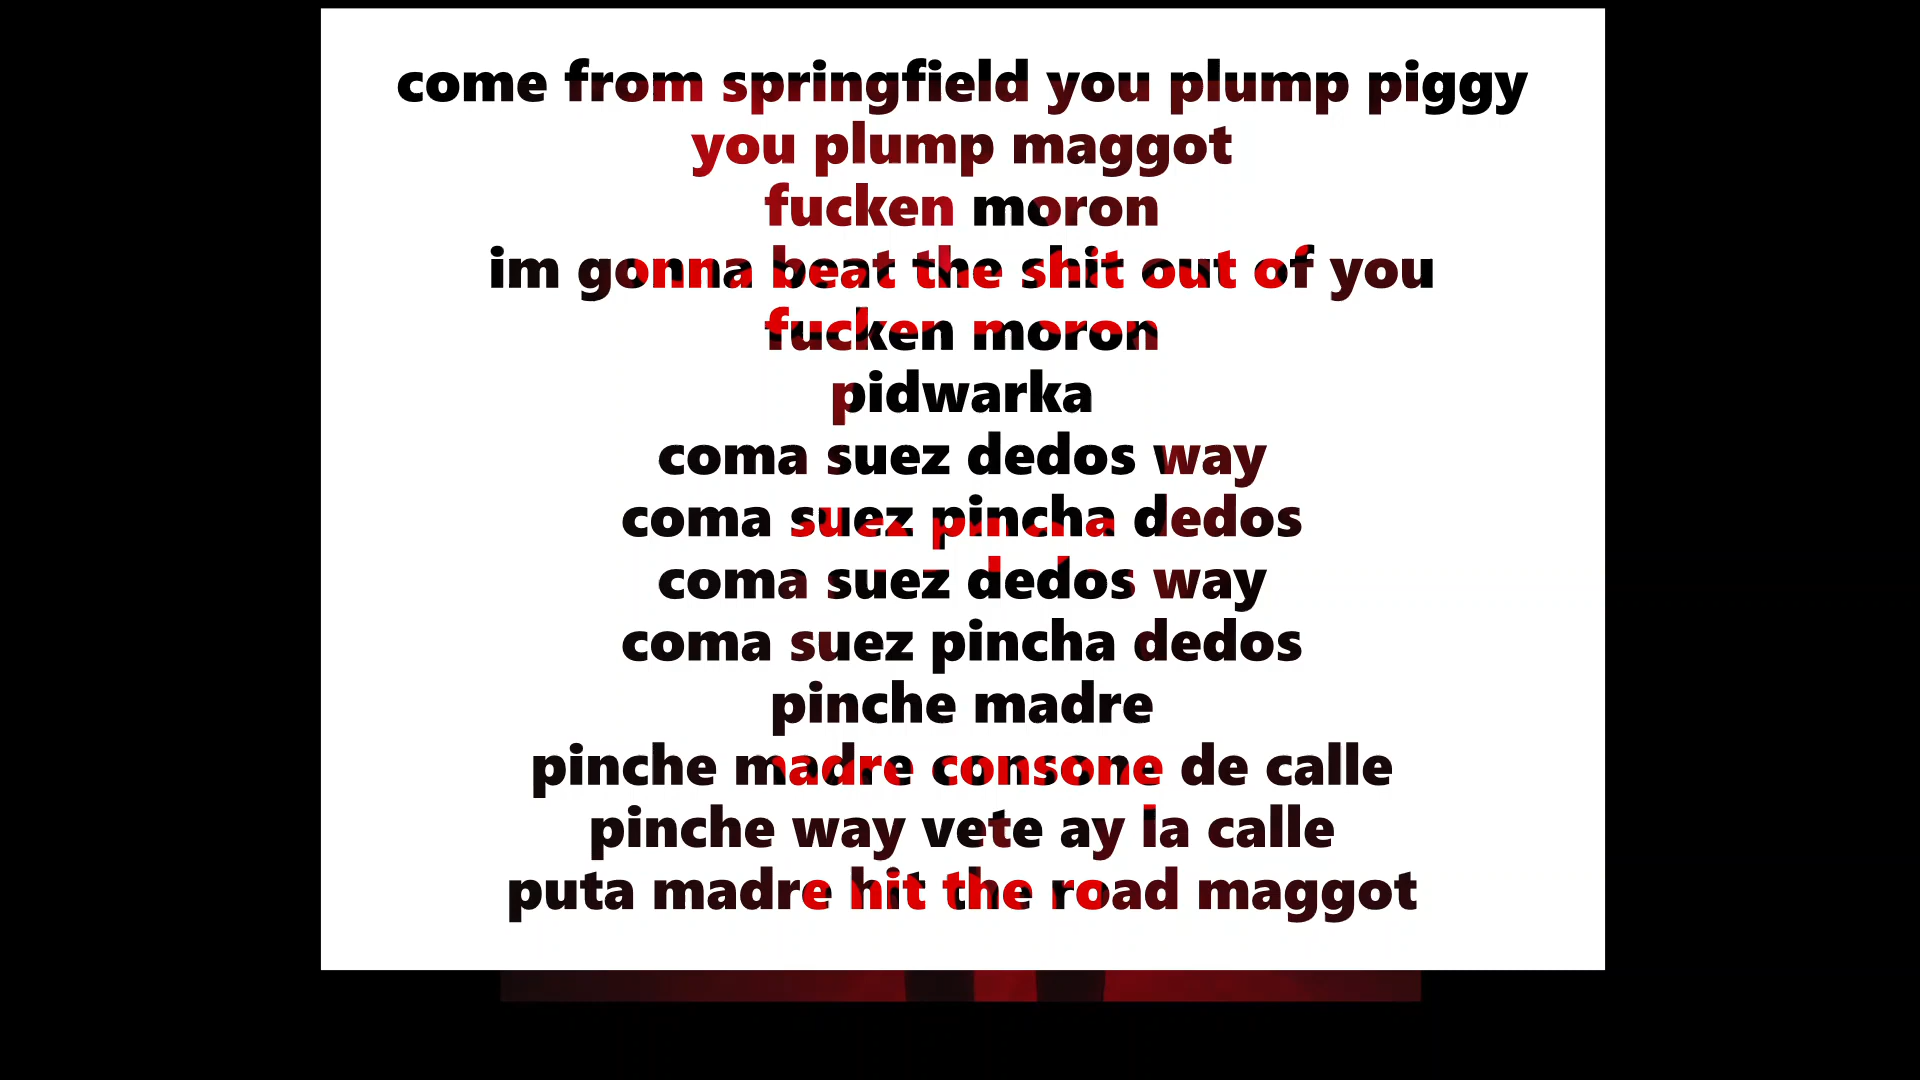 come from springfield you plump piggy
you plump maggot
fucken moron
im gonna beat the shit out of you
fucken moron
pidwarka
coma suez dedos way
coma suez pincha dedos
coma suez dedos way
coma suez pincha dedos
pinche madre
pinche madre consone de calle
pinche way vete ay la calle
puta madre hit the road maggot